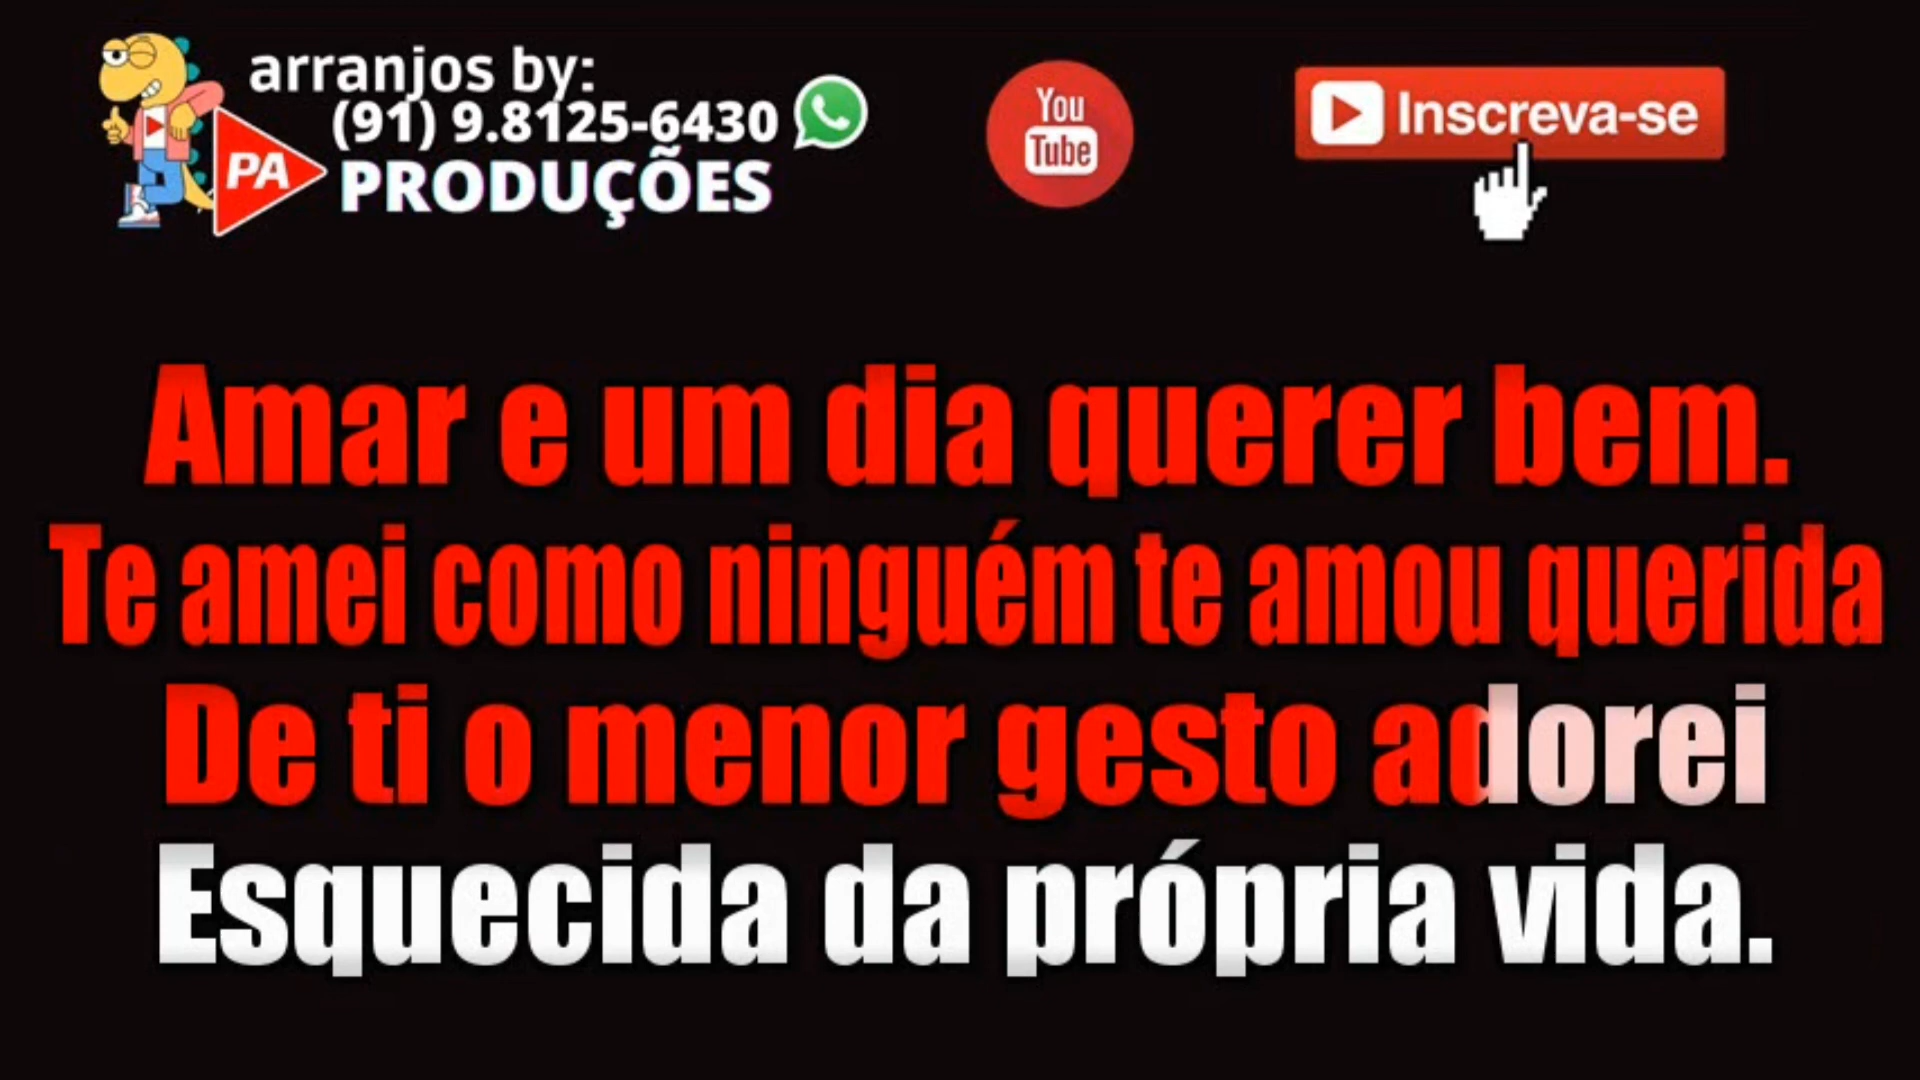 arranjos by:
(91) 9.8125-6430
PA PRODUÇÕES
You
Tube
Inscreva-se
Amar e um dia querer bem.
Te amei como ninguém te amou querida
De ti o menor gesto adorei
Esquecida da própria vida.